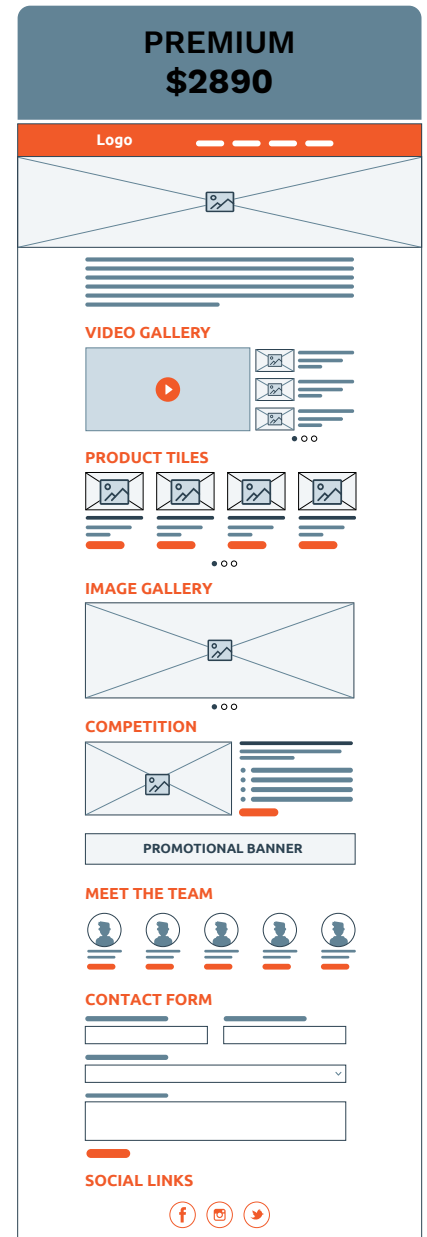 PREMIUM
$2890
Logo
VIDEO GALLERY
PRODUCT TILES
IMAGE GALLERY
COMPETITION
PROMOTIONAL BANNER
MEET THE TEAM
CONTACT FORM
SOCIAL LINKS